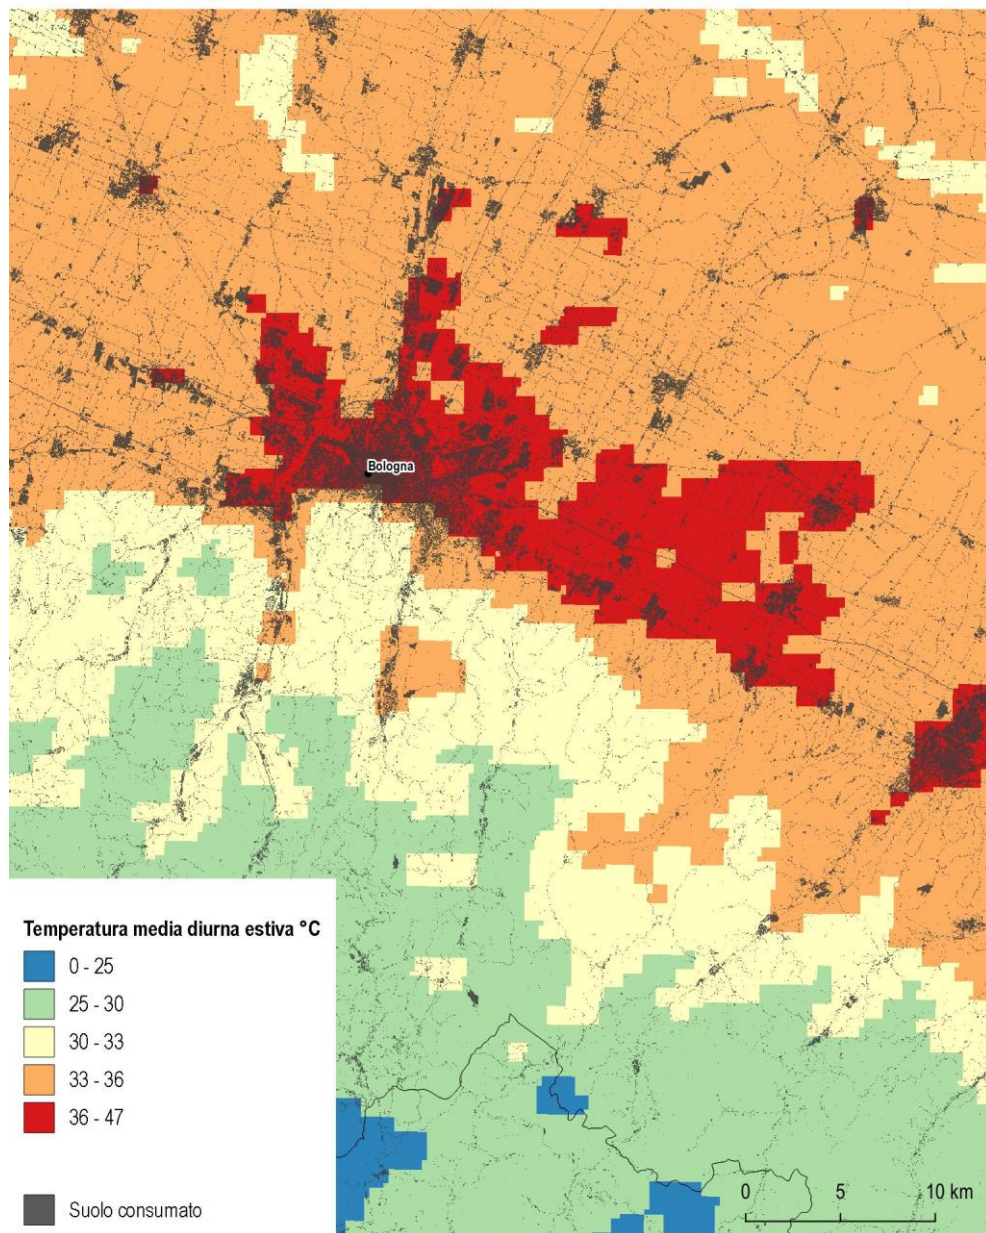 Bologna
Temperatura media diurna estiva °C
0 - 25
25 - 30
30 - 33
33 - 36
36 - 47
Suolo consumato
0 5 10 km